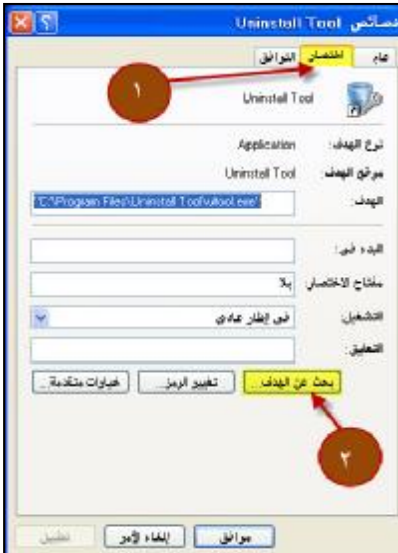 خصائص Uninstall Tool
عام اختصار التوافق
١
Uninstall Tool
نوع الهدف: Application
موقع الهدف: Uninstall Tool
الهدف: "C:\Program Files\Uninstall Tool\utool.exe"
البدء في:
مفتاح الاختصار بلا
التشغيل: في إطار عادي
التعليق:
بحث عن الهدف... تغيير الرمز... خيارات متقدمة...
٢
موافق إلغاء الأمر تطبيق